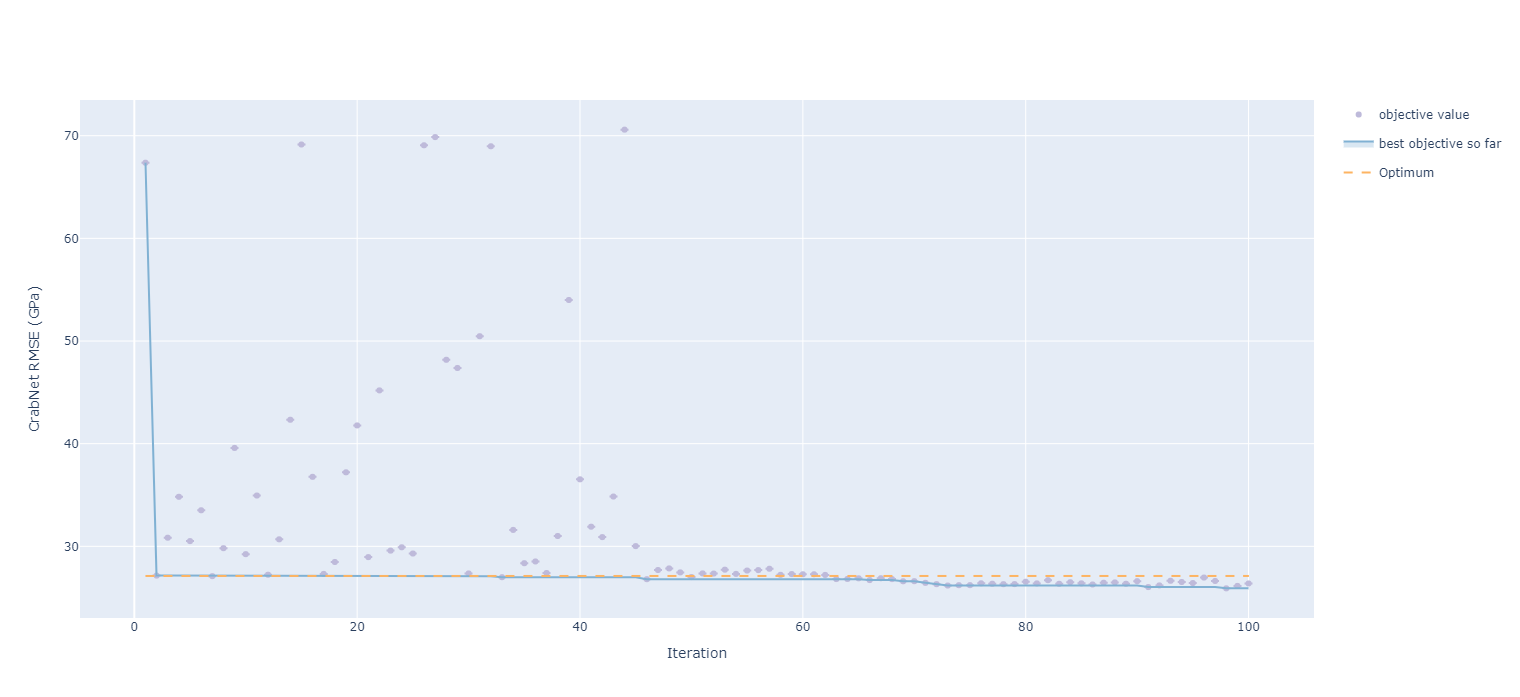 70
60
50
40
30
0
20
40
60
80
100
Iteration
CrabNet RMSE (GPa)
objective value
best objective so far
Optimum